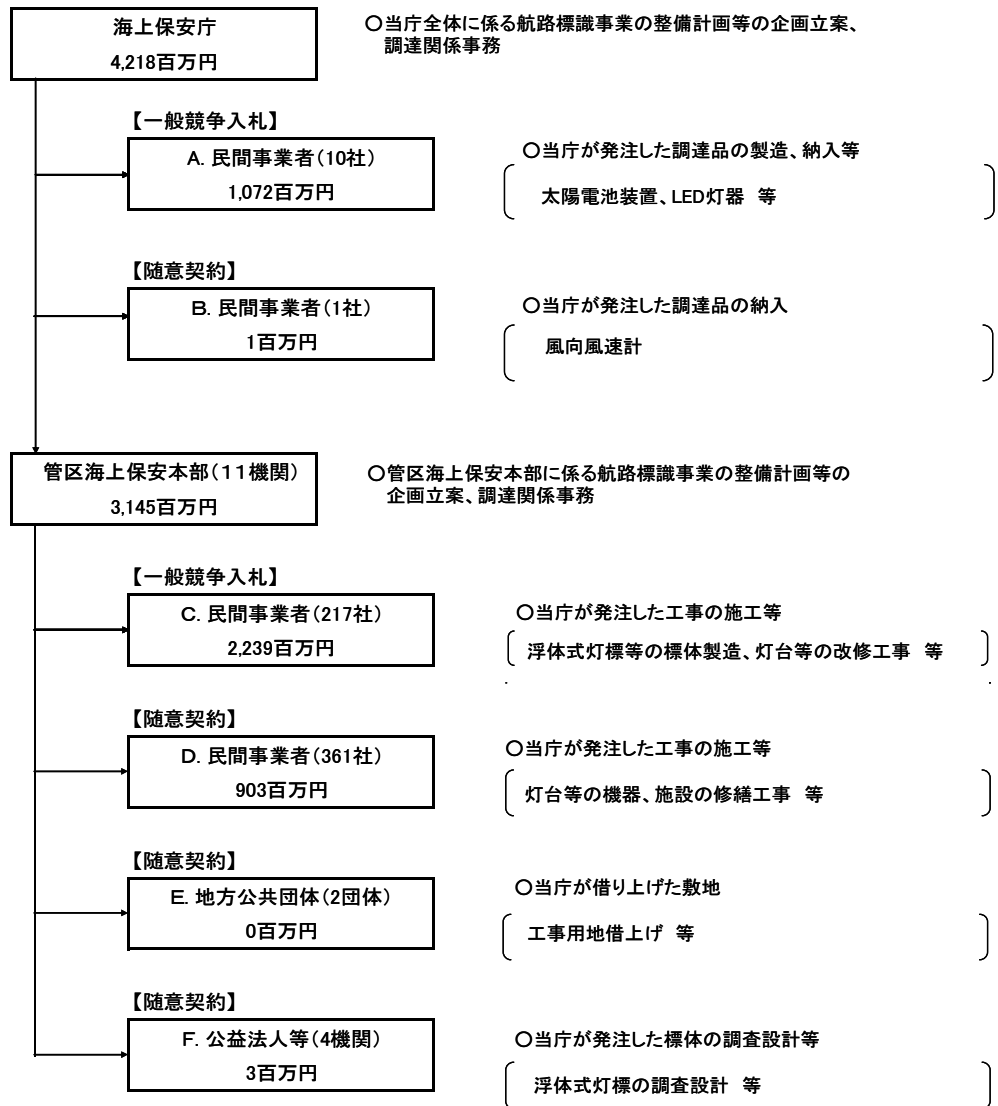 海上保安庁
4,218百万円
○当庁全体に係る航路標識事業の整備計画等の企画立案、
調達関係事務
【一般競争入札】
A. 民間事業者(10社)
1,072百万円
○当庁が発注した調達品の製造、納入等
太陽電池装置、LED灯器 等
【随意契約】
B. 民間事業者(1社)
1百万円
○当庁が発注した調達品の納入
風向風速計
管区海上保安本部(11機関)
3,145百万円
○管区海上保安本部に係る航路標識事業の整備計画等の
企画立案、調達関係事務
【一般競争入札】
C. 民間事業者(217社)
2,239百万円
○当庁が発注した工事の施工等
浮体式灯標等の標体製造、灯台等の改修工事 等
【随意契約】
D. 民間事業者(361社)
903百万円
○当庁が発注した工事の施工等
灯台等の機器、施設の修繕工事 等
【随意契約】
E. 地方公共団体(2団体)
0百万円
○当庁が借り上げた敷地
工事用地借上げ 等
【随意契約】
F. 公益法人等(4機関)
3百万円
○当庁が発注した標体の調査設計等
浮体式灯標の調査設計 等